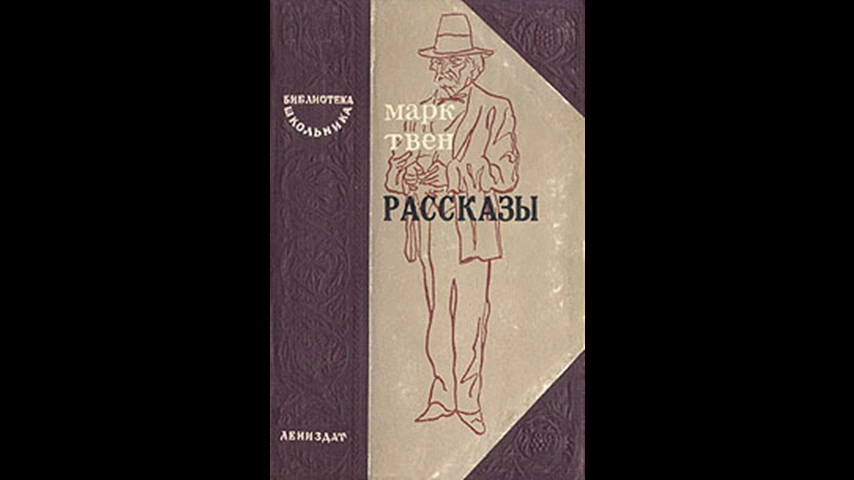 БИБЛИОТЕКА
ШКОЛЬНИКА
Марк
Твен
РАССКАЗЫ
ЛЕНИЗДАТ